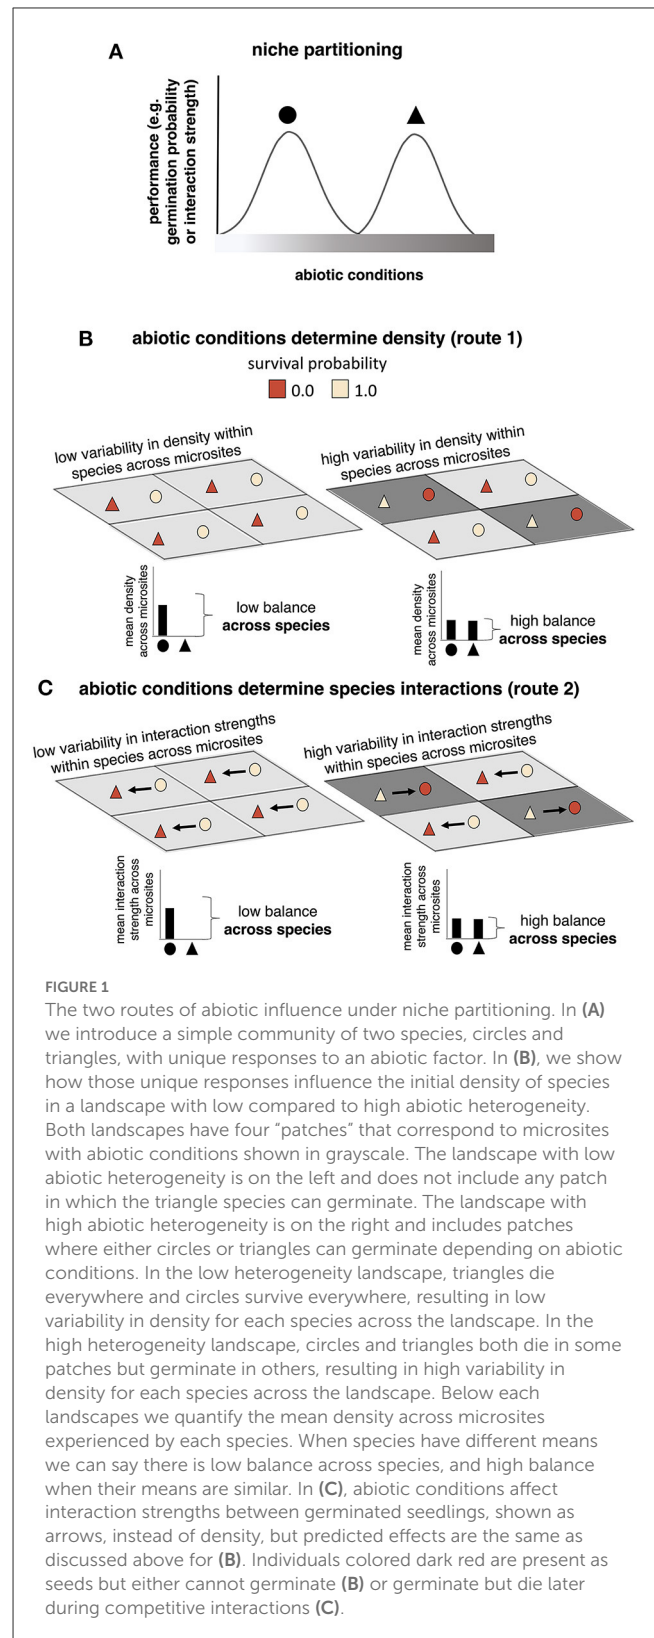 A
niche partitioning
performance (e.g.
germination probability
or interaction strength)
abiotic conditions
B abiotic conditions determine density (route 1)
survival probability
0.0 1.0
low variability in density within
species across microsites
high variability in density within
species across microsites
mean density
across microsites
low balance
across species
mean density
across microsites
high balance
across species
C abiotic conditions determine species interactions (route 2)
low variability in interaction strengths
within species across microsites
high variability in interaction strengths
within species across microsites
mean interaction
strength across
microsites
low balance
across species
mean interaction
strength across
microsites
high balance
across species
FIGURE 1
The two routes of abiotic influence under niche partitioning. In (A)
we introduce a simple community of two species, circles and
triangles, with unique responses to an abiotic factor. In (B), we show
how those unique responses influence the initial density of species
in a landscape with low compared to high abiotic heterogeneity.
Both landscapes have four “patches” that correspond to microsites
with abiotic conditions shown in grayscale. The landscape with low
abiotic heterogeneity is on the left and does not include any patch
in which the triangle species can germinate. The landscape with
high abiotic heterogeneity is on the right and includes patches
where either circles or triangles can germinate depending on abiotic
conditions. In the low heterogeneity landscape, triangles die
everywhere and circles survive everywhere, resulting in low
variability in density for each species across the landscape. In the
high heterogeneity landscape, circles and triangles both die in some
patches but germinate in others, resulting in high variability in
density for each species across the landscape. Below each
landscapes we quantify the mean density across microsites
experienced by each species. When species have different means
we can say there is low balance across species, and high balance
when their means are similar. In (C), abiotic conditions affect
interaction strengths between germinated seedlings, shown as
arrows, instead of density, but predicted effects are the same as
discussed above for (B). Individuals colored dark red are present as
seeds but either cannot germinate (B) or germinate but die later
during competitive interactions (C).